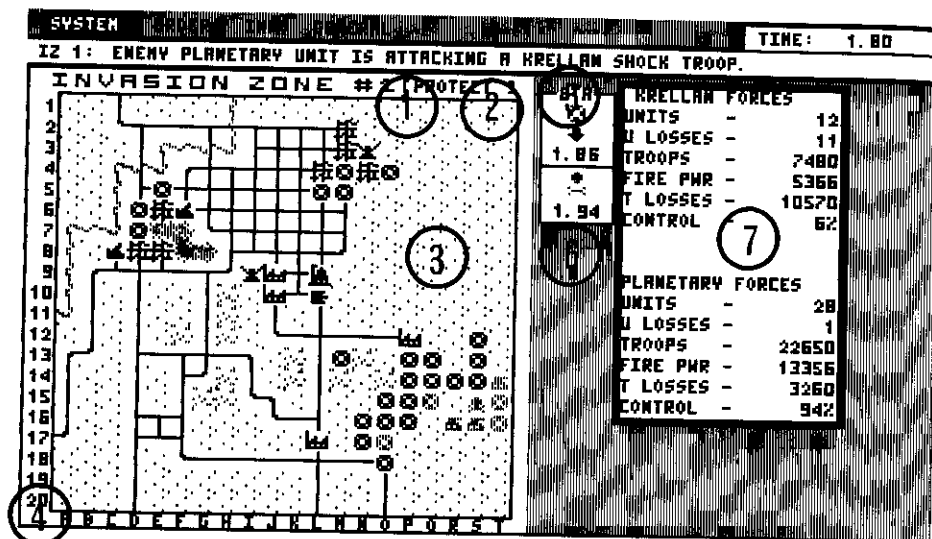 SYSTEM
TIME: 1.80
IZ 1: ENEMY PLANETARY UNIT IS ATTACKING A KRELLAN SHOCK TROOP.
INVASION ZONE # PROTECT
1
2
3
4
5
6
7
8
9
10
11
12
13
14
15
16
17
18
19
20
B C D E F G H I J K L M N O P Q R S T
1
2
3
4
6
7
1.86
1.94
KRELLAN FORCES
UNITS - 12
U LOSSES - 11
TROOPS - 7480
FIRE PWR - 5366
T LOSSES - 10570
CONTROL 6%
PLANETARY FORCES
UNITS - 28
U LOSSES - 1
TROOPS - 22650
FIRE PWR - 13356
T LOSSES - 3260
CONTROL - 94%